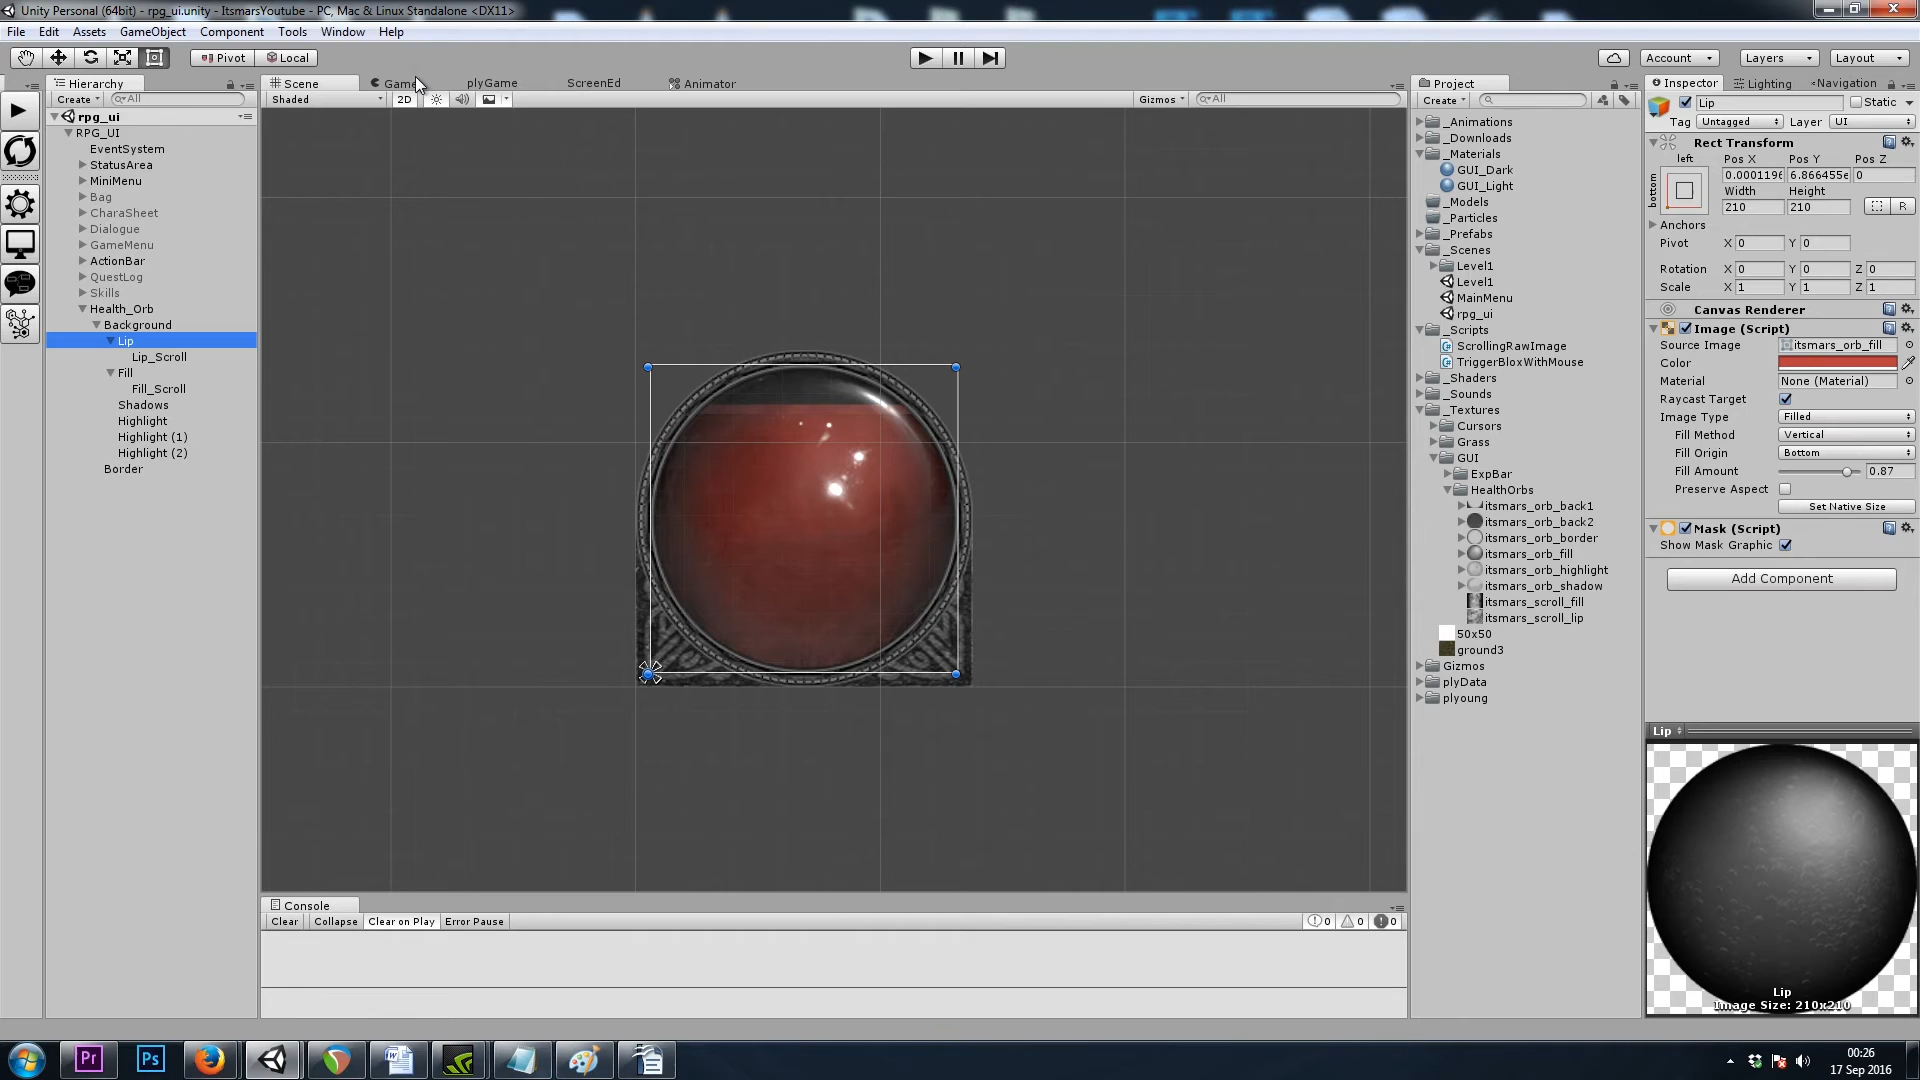 Unity Personal (64bit) - rpg_ui.unity - ItsmarsYoutube - PC, Mac & Linux Standalone <DX11>
File Edit Assets GameObject Component Tools Window Help
Pivot Local Account Layers Layout
Hierarchy
Create All
rpg_ui
RPG_UI
EventSystem
StatusArea
MiniMenu
Bag
CharaSheet
Dialogue
GameMenu
ActionBar
QuestLog
Skills
Health_Orb
Background
Lip
Lip_Scroll
Fill
Fill_Scroll
Shadows
Highlight
Highlight (1)
Highlight (2)
Border
Scene Game plyGame ScreenEd Animator
Shaded 2D Gizmos All
Console
Clear Collapse Clear on Play Error Pause 0 0 0
Project
Create
_Animations
_Downloads
_Materials
GUI_Dark
GUI_Light
_Models
_Particles
_Prefabs
_Scenes
Level1
Level1
MainMenu
rpg_ui
_Scripts
ScrollingRawImage
TriggerBloxWithMouse
_Shaders
_Sounds
_Textures
Cursors
Grass
GUI
ExpBar
HealthOrbs
itsmars_orb_back1
itsmars_orb_back2
itsmars_orb_border
itsmars_orb_fill
itsmars_orb_highlight
itsmars_orb_shadow
itsmars_scroll_fill
itsmars_scroll_lip
50x50
ground3
Gizmos
plyData
plyoung
Inspector Lighting Navigation
Lip Static
Tag Untagged Layer UI
Rect Transform
left Pos X Pos Y Pos Z
bottom 0.0001196 6.866455e 0
Width Height
210 210 R
Anchors
Pivot X 0 Y 0
Rotation X 0 Y 0 Z 0
Scale X 1 Y 1 Z 1
Canvas Renderer
Image (Script)
Source Image itsmars_orb_fill
Color
Material None (Material)
Raycast Target
Image Type Filled
Fill Method Vertical
Fill Origin Bottom
Fill Amount 0.87
Preserve Aspect
Set Native Size
Mask (Script)
Show Mask Graphic
Add Component
Lip
Lip
Image Size: 210x210
Pr Ps
00:26
17 Sep 2016